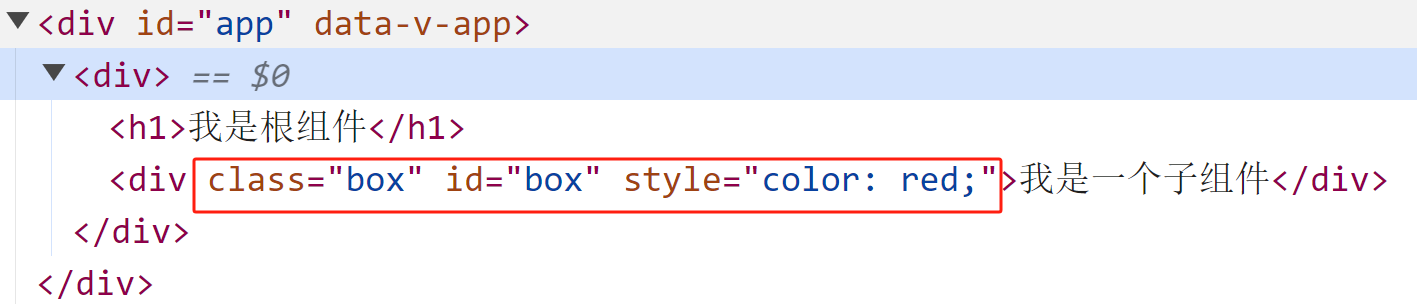 <div id="app" data-v-app>
<div> == $0
<h1>我是根组件</h1>
<div class="box" id="box" style="color: red;">我是一个子组件</div>
</div>
</div>